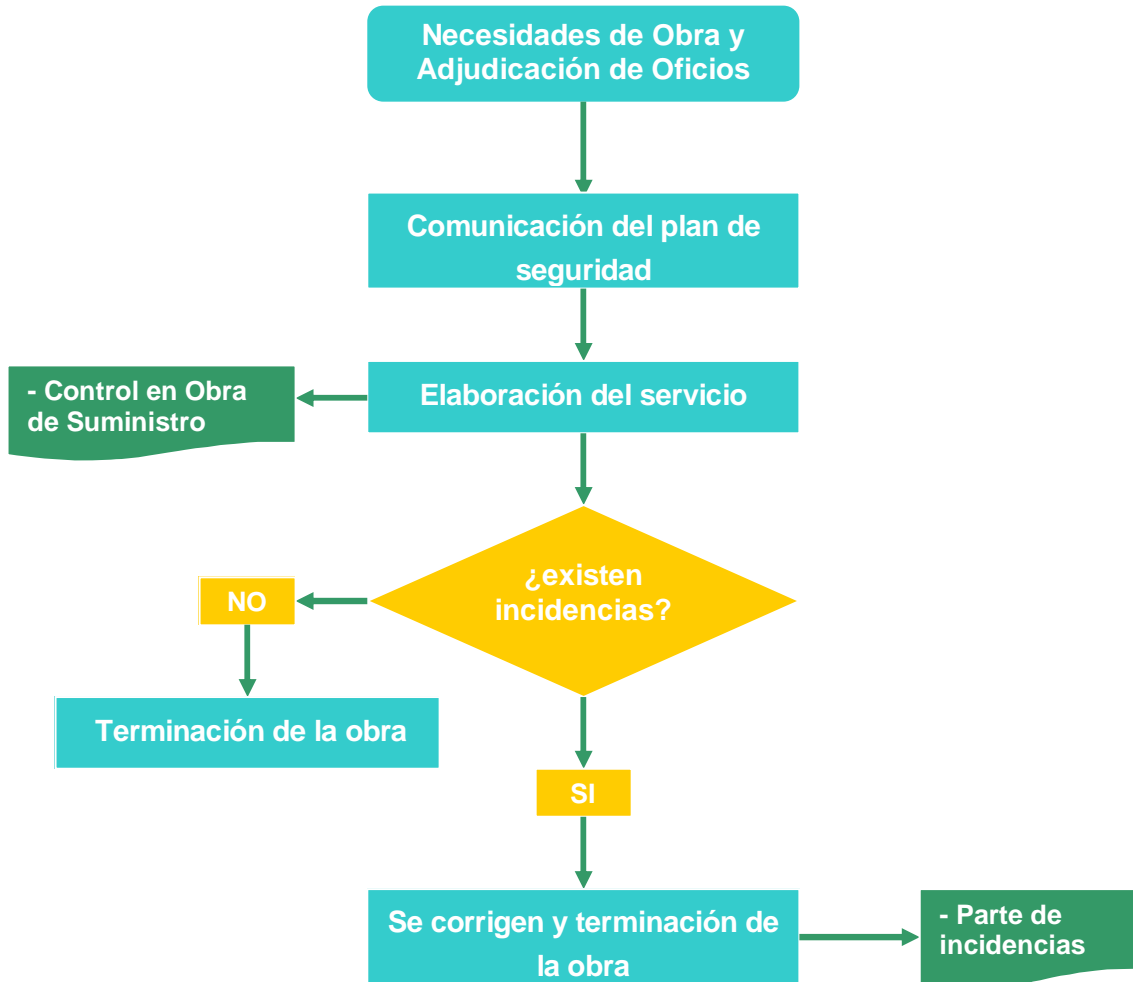 Necesidades de Obra y
Adjudicación de Oficios
Comunicación del plan de
seguridad
Elaboración del servicio
- Control en Obra
de Suministro
¿existen
incidencias?
NO
Terminación de la obra
SI
Se corrigen y terminación de
la obra
- Parte de
incidencias